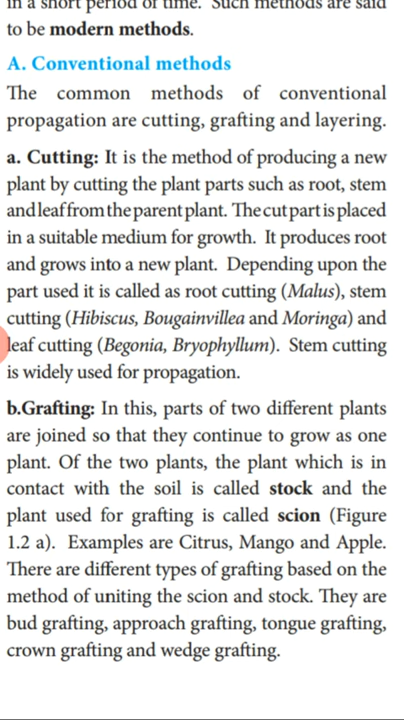 in a short period of time. Such methods are said
to be modern methods.
A. Conventional methods
The common methods of conventional
propagation are cutting, grafting and layering.
a. Cutting: It is the method of producing a new
plant by cutting the plant parts such as root, stem
and leaf from the parent plant. The cut part is placed
in a suitable medium for growth. It produces root
and grows into a new plant. Depending upon the
part used it is called as root cutting (Malus), stem
cutting (Hibiscus, Bougainvillea and Moringa) and
leaf cutting (Begonia, Bryophyllum). Stem cutting
is widely used for propagation.
b.Grafting: In this, parts of two different plants
are joined so that they continue to grow as one
plant. Of the two plants, the plant which is in
contact with the soil is called stock and the
plant used for grafting is called scion (Figure
1.2 a). Examples are Citrus, Mango and Apple.
There are different types of grafting based on the
method of uniting the scion and stock. They are
bud grafting, approach grafting, tongue grafting,
crown grafting and wedge grafting.